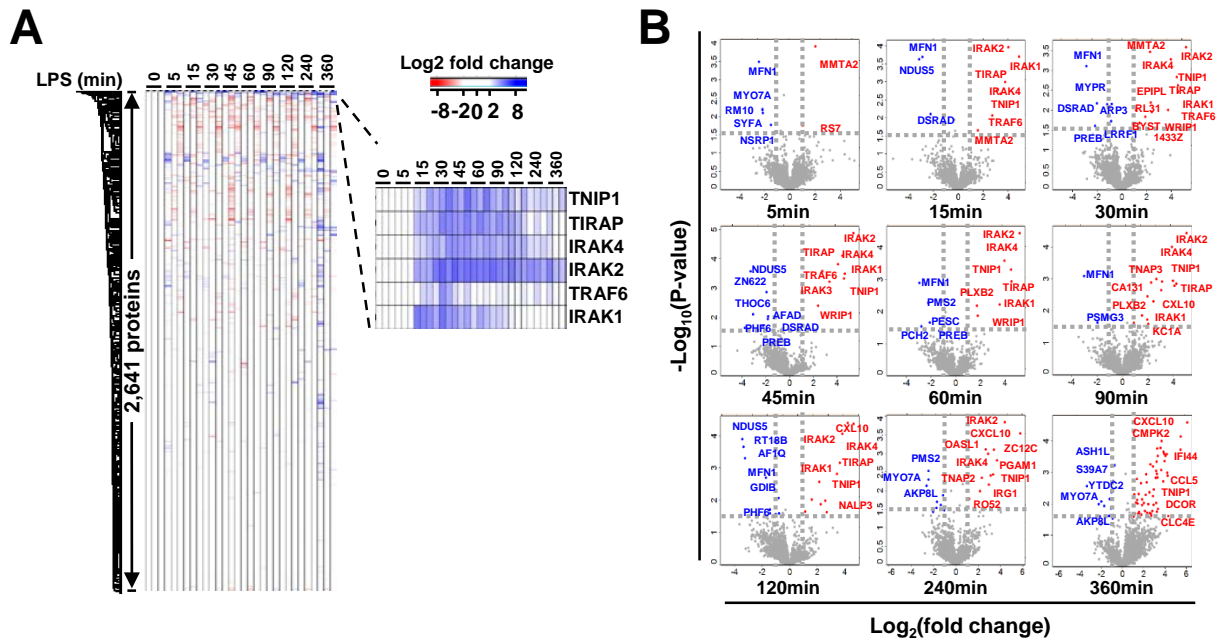 A
LPS (min)
0
5
15
30
45
60
90
120
240
360
Log2 fold change
-8
-2
0
2
8
2,641 proteins
0
5
15
30
45
60
90
120
240
360
TNIP1
TIRAP
IRAK4
IRAK2
TRAF6
IRAK1
B
-Log10(P-value)
MFN1
MMTA2
MYO7A
RM10
SYFA
RS7
NSRP1
5min
MFN1
IRAK2
NDUS5
IRAK1
TIRAP
IRAK4
TNIP1
DSRAD
TRAF6
MMTA2
15min
MMTA2
IRAK2
MFN1
IRAK4
TNIP1
MYPR
EPIPL
TIRAP
DSRAD
ARP3
RL31
IRAK1
TRAF6
BYST
WRIP1
PREB
LRRF1
1433Z
30min
IRAK2
TIRAP
IRAK4
NDUS5
TRAF6
IRAK1
ZN622
IRAK3
TNIP1
THOC6
AFAD
WRIP1
PHF6
DSRAD
PREB
45min
IRAK2
IRAK4
TNIP1
MFN1
PLXB2
TIRAP
PMS2
IRAK1
PESC
WRIP1
PCH2
PREB
60min
IRAK2
IRAK4
MFN1
TNAP3
TNIP1
CA131
TIRAP
PLXB2
CXL10
PSMG3
IRAK1
KC1A
90min
NDUS5
CXL10
RT18B
IRAK2
IRAK4
AF1Q
TIRAP
MFN1
IRAK1
GDIB
TNIP1
PHF6
NALP3
120min
IRAK2
CXCL10
OASL1
ZC12C
PMS2
IRAK4
PGAM1
MYO7A
TNAP2
TNIP1
AKP8L
IRG1
RO52
240min
CXCL10
CMPK2
ASH1L
IFI44
S39A7
CCL5
YTDC2
TNIP1
MYO7A
DCOR
AKP8L
CLC4E
360min
Log2(fold change)